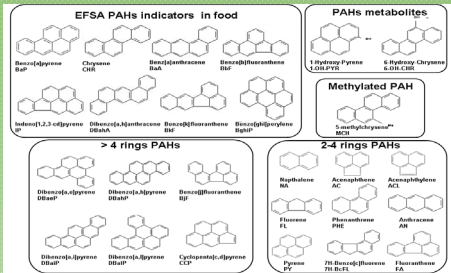 EFSA PAHs indicators in food
Benzo[a]pyrene
BaP
Chrysene
CHR
Benzo[a]anthracene
BaA
Benzo[b]fluoranthene
BbF
Indeno[1,2,3-cd]pyrene
IP
Dibenzo[a,h]anthracene
DBahA
Benzo[k]fluoranthene
BkF
Benzo[ghi]perylene
BghiP
PAHs metabolites
1-Hydroxy-Pyrene
1-OH-PYR
6-Hydroxy-Chrysene
6-OH-CHR
Methylated PAH
5-methylchrysene
MCH
> 4 rings PAHs
Dibenzo[a,e]pyrene
DBaeP
Dibenzo[a,h]pyrene
DBahP
Benzo[j]fluoranthene
BjF
Dibenzo[a,i]pyrene
DBaiP
Dibenzo[a,l]pyrene
DBalP
Cyclopenta[c,d]pyrene
CCP
2-4 rings PAHs
NA
Acenaphthene
AC
Acenaphthylene
ACL
Fluorene
FL
Phenanthrene
PHE
Anthracene
AN
Pyrene
PY
7H-Benzo[c]fluorene
7H-BcFL
Fluoranthene
FA